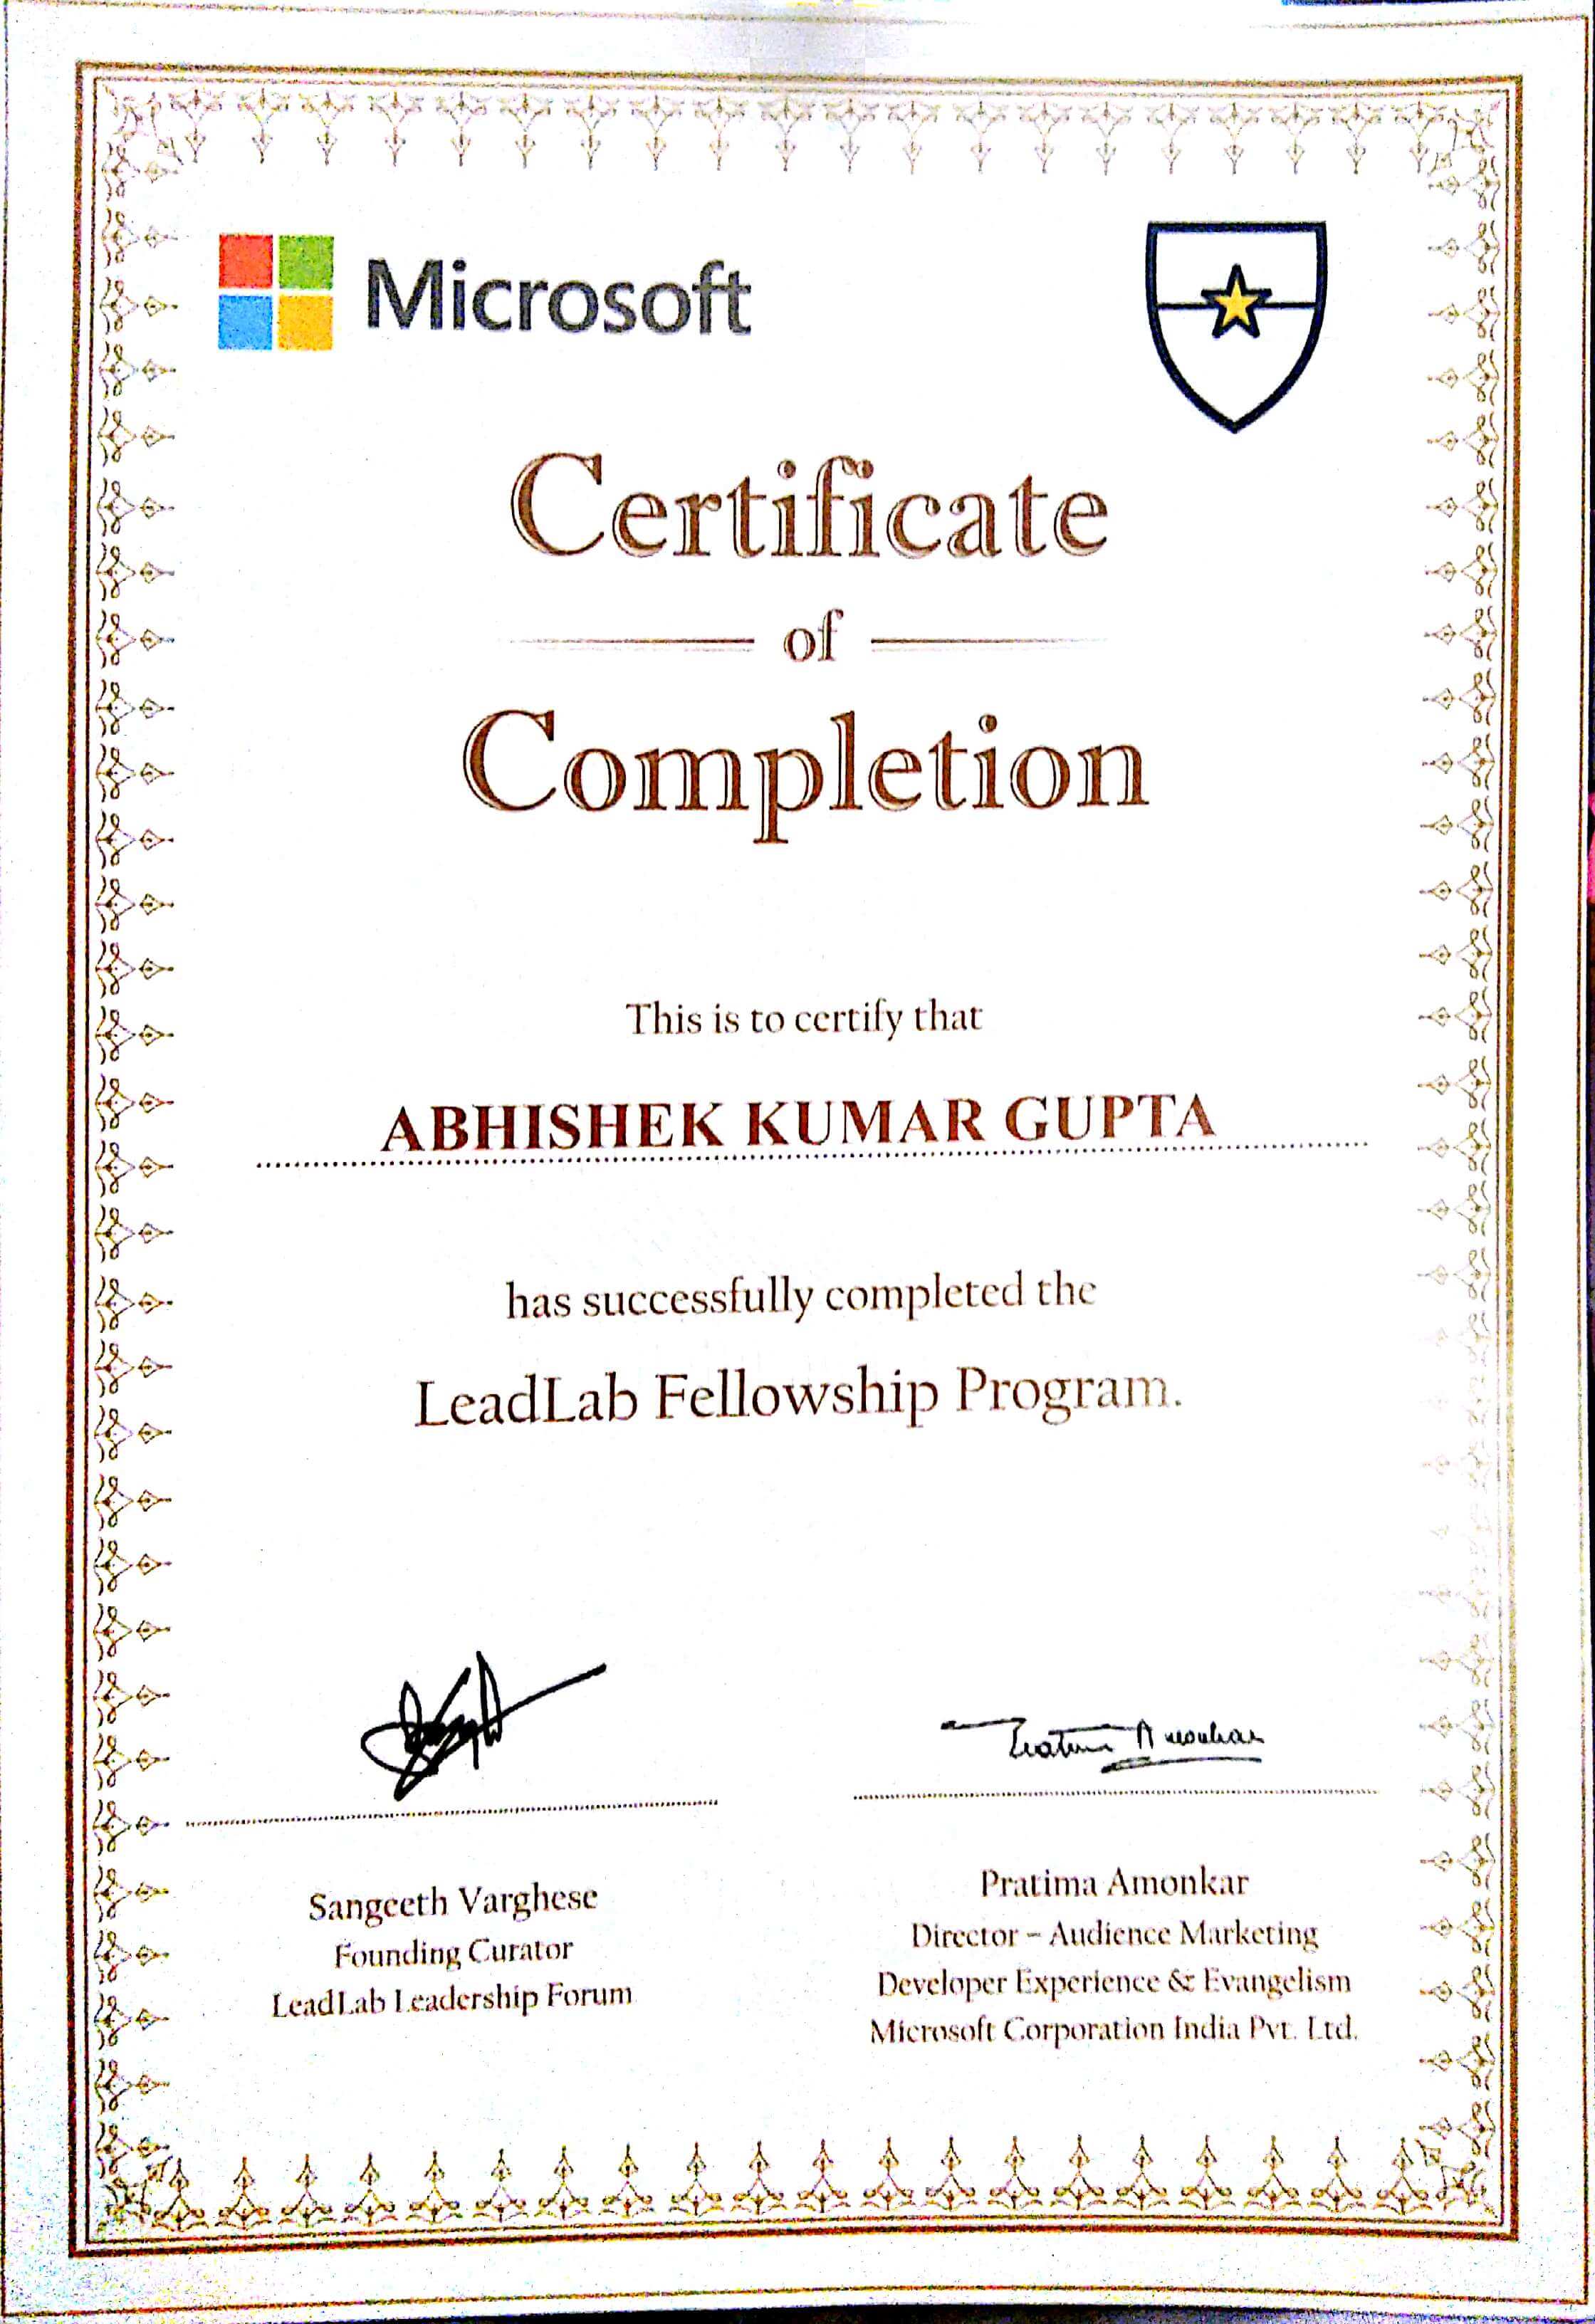 Microsoft
Certificate
of
Completion
This is to certify that
ABHISHEK KUMAR GUPTA
has successfully completed the
LeadLab Fellowship Program.
Pratima Amonkar
Sangeeth Varghese
Founding Curator
LeadLab Leadership Forum
Pratima Amonkar
Director – Audience Marketing
Developer Experience & Evangelism
Microsoft Corporation India Pvt. Ltd.